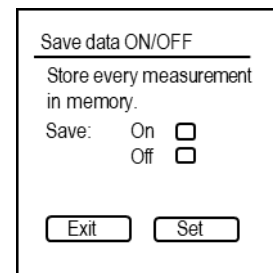 Save data ON/OFF
Store every measurement
in memory.
Save: On
Off
Exit Set